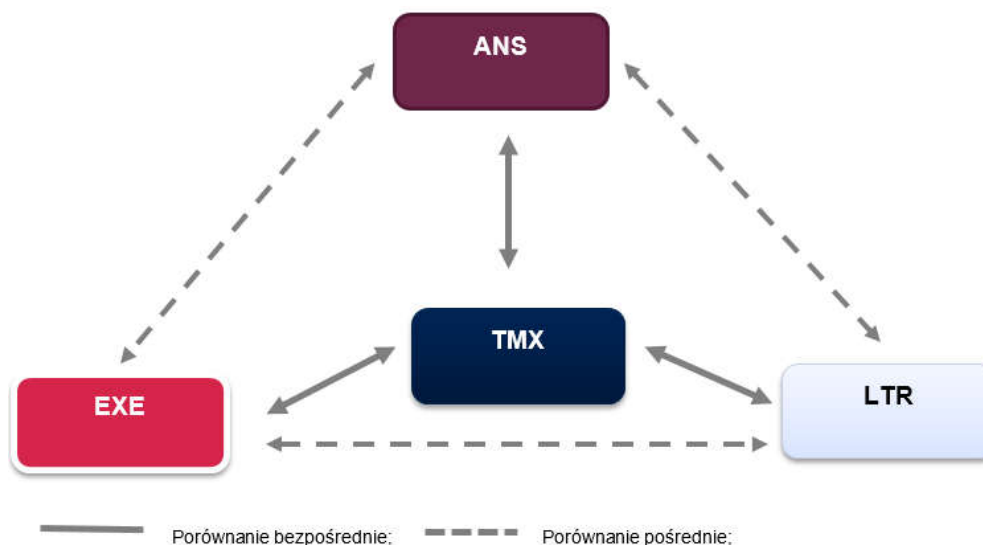 ANS
TMX
EXE
LTR
Porównanie bezpośrednie; Porównanie pośrednie;